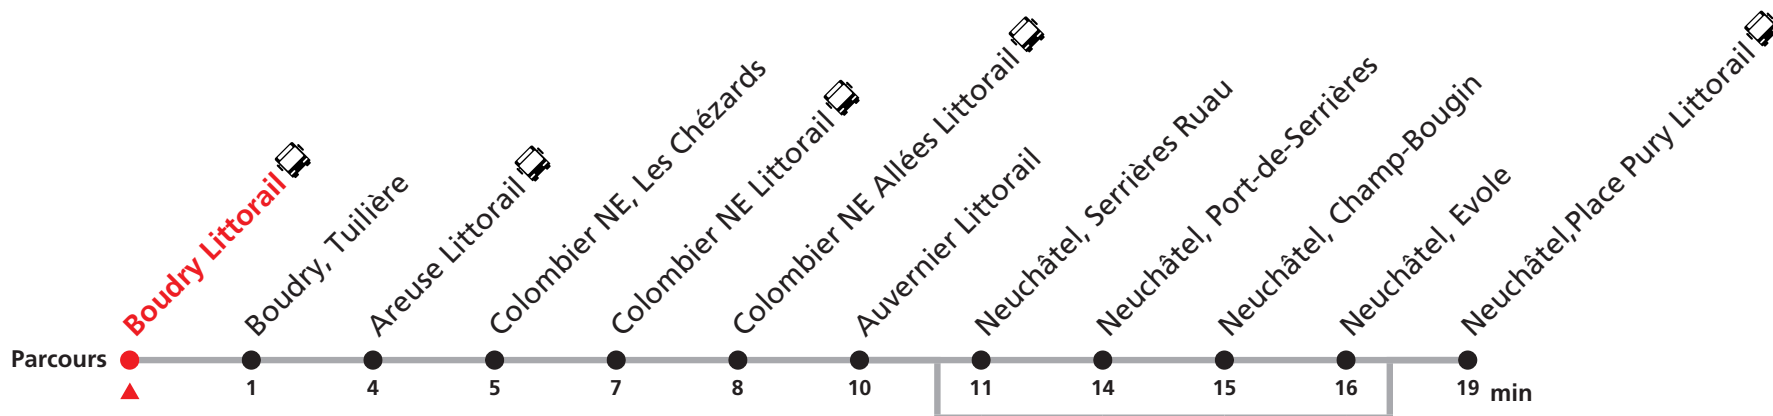 Boudry Littorail
Boudry, Tuilière
Areuse Littorail
Colombier NE, Les Chézards
Colombier NE Littorail
Colombier NE Allées Littorail
Auvernier Littorail
Neuchâtel, Serrières Ruau
Neuchâtel, Port-de-Serrières
Neuchâtel, Champ-Bougin
Neuchâtel, Evole
Neuchâtel,Place Pury Littorail
Parcours
1 4 5 7 8 10 11 14 15 16 19 min